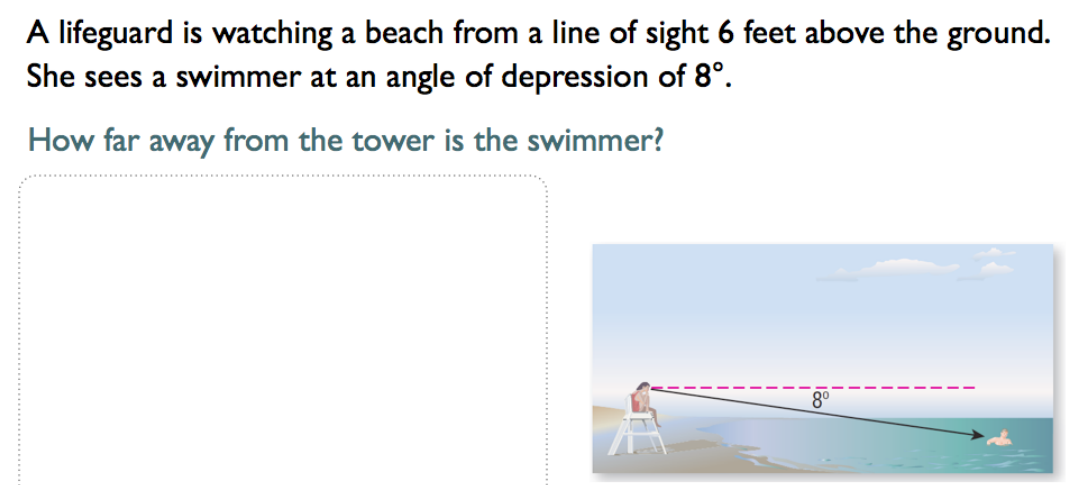 A lifeguard is watching a beach from a line of sight 6 feet above the ground.
She sees a swimmer at an angle of depression of 8°.
How far away from the tower is the swimmer?
8°